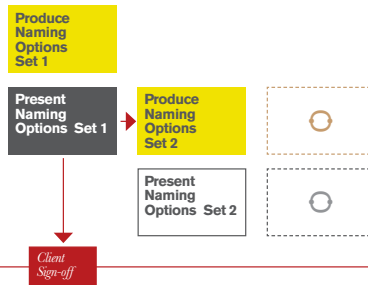 Produce
Naming
Options
Set 1
Present
Naming
Options Set 1
Produce
Naming
Options
Set 2
Present
Naming
Options Set 2
Client
Sign-off